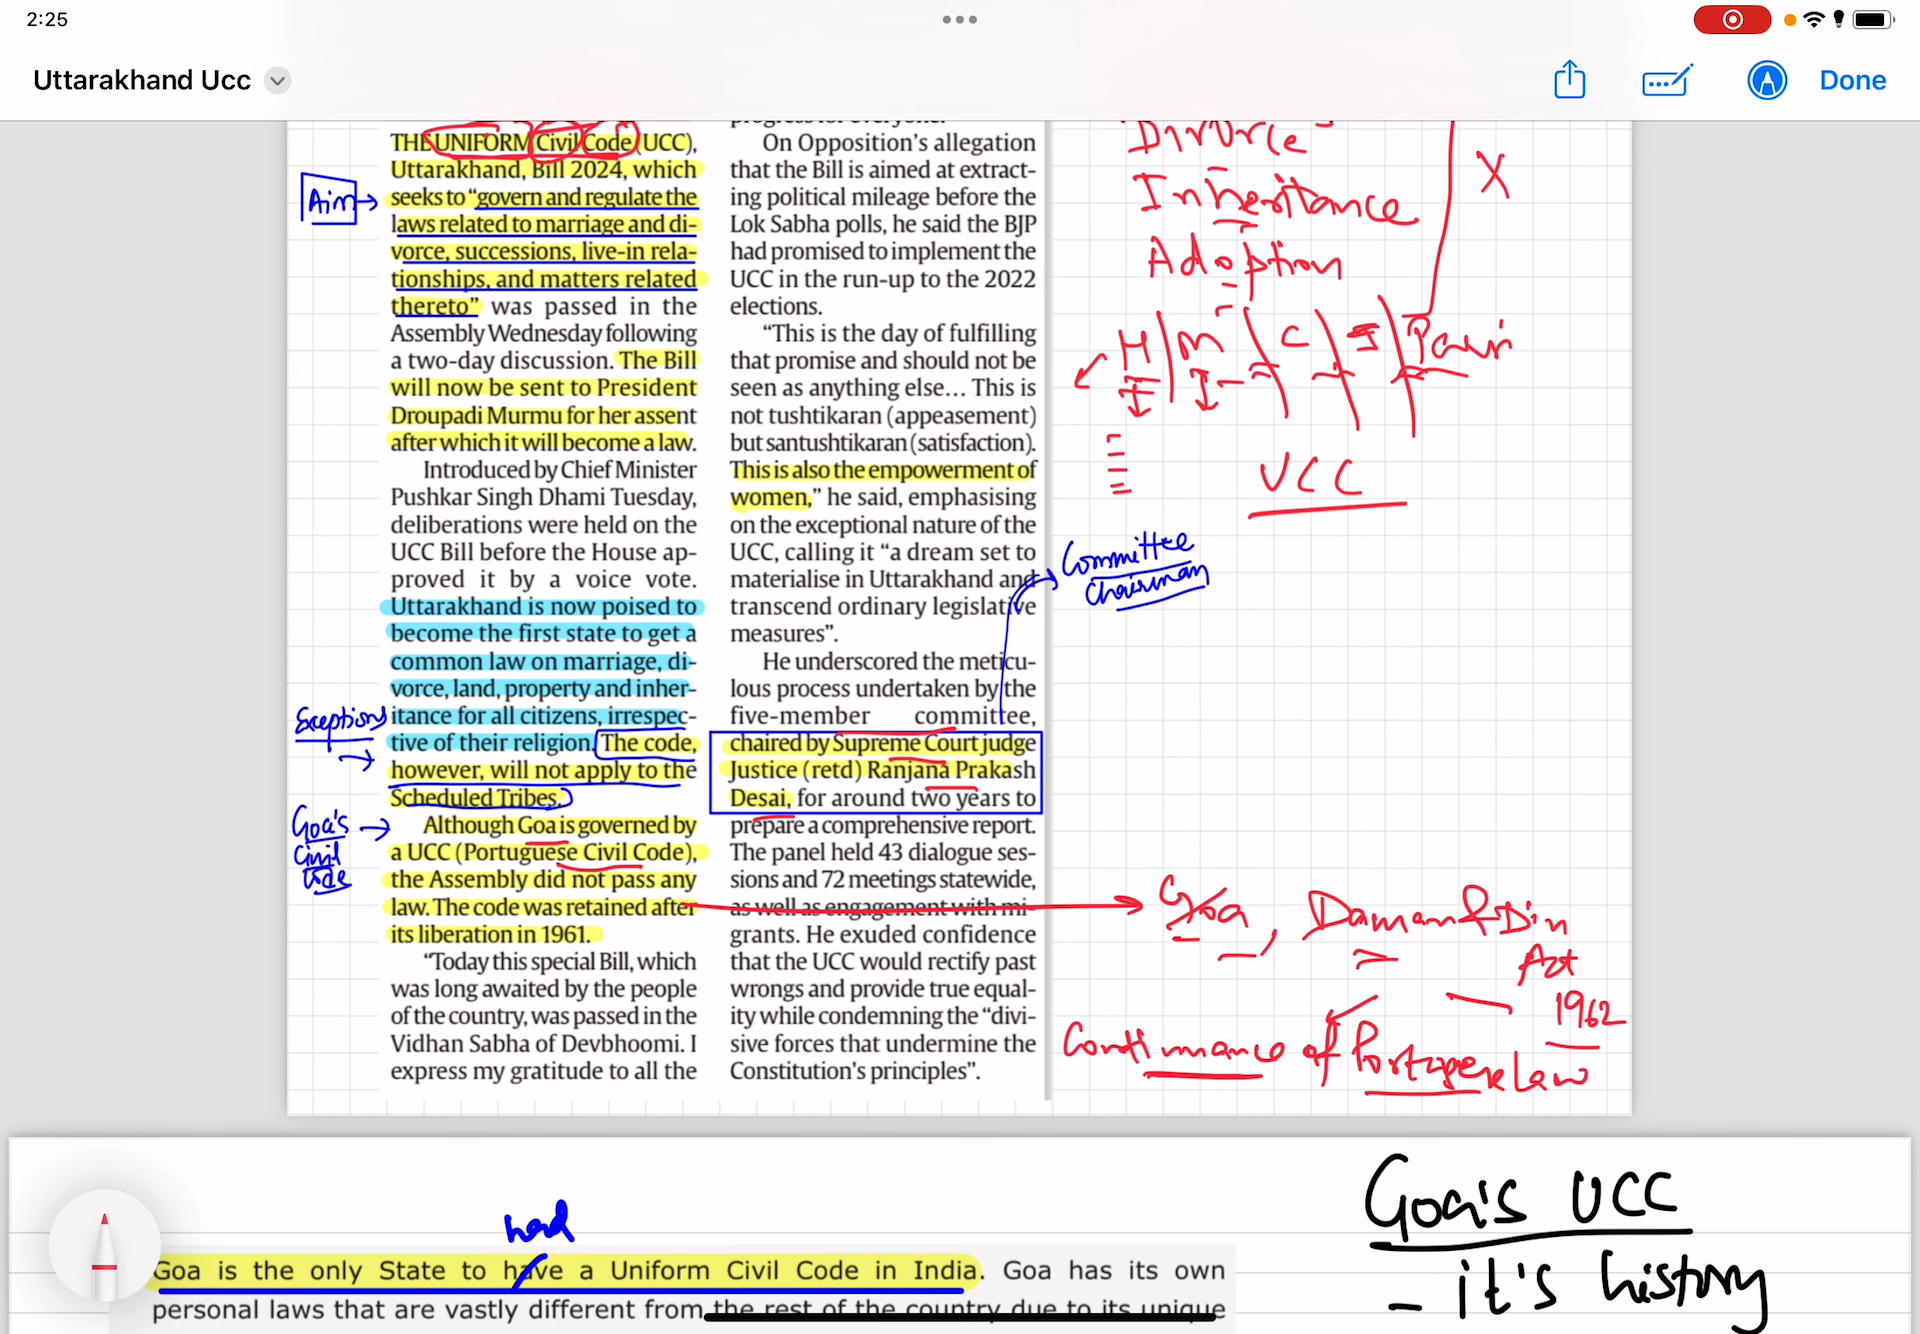 2:25
Uttarakhand Ucc
Done
THE UNIFORM Civil Code (UCC),
Uttarakhand, Bill 2024, which
seeks to “govern and regulate the
laws related to marriage and di-
vorce, successions, live-in rela-
tionships, and matters related
thereto” was passed in the
Assembly Wednesday following
a two-day discussion. The Bill
will now be sent to President
Droupadi Murmu for her assent
after which it will become a law.
Introduced by Chief Minister
Pushkar Singh Dhami Tuesday,
deliberations were held on the
UCC Bill before the House ap-
proved it by a voice vote.
Uttarakhand is now poised to
become the first state to get a
common law on marriage, di-
vorce, land, property and inher-
itance for all citizens, irrespec-
tive of their religion. The code,
however, will not apply to the
Scheduled Tribes.
Although Goa is governed by
a UCC (Portuguese Civil Code),
the Assembly did not pass any
law. The code was retained after
its liberation in 1961.
“Today this special Bill, which
was long awaited by the people
of the country, was passed in the
Vidhan Sabha of Devbhoomi. I
express my gratitude to all the
Aim
Exceptions
Goa's
Civil
Code
progress for everyone.
On Opposition's allegation
that the Bill is aimed at extract-
ing political mileage before the
Lok Sabha polls, he said the BJP
had promised to implement the
UCC in the run-up to the 2022
elections.
“This is the day of fulfilling
that promise and should not be
seen as anything else... This is
not tushtikaran (appeasement)
but santushtikaran (satisfaction).
This is also the empowerment of
women,” he said, emphasising
on the exceptional nature of the
UCC, calling it “a dream set to
materialise in Uttarakhand and
transcend ordinary legislative
measures”.
He underscored the meticu-
lous process undertaken by the
five-member committee,
chaired by Supreme Court judge
Justice (retd) Ranjana Prakash
Desai, for around two years to
prepare a comprehensive report.
The panel held 43 dialogue ses-
sions and 72 meetings statewide,
as well as engagement with mi-
grants. He exuded confidence
that the UCC would rectify past
wrongs and provide true equal-
ity while condemning the “divi-
sive forces that undermine the
Constitution's principles”.
Divorce
Inheritance
X
Adoption
H M C
UCC
Committee
Chairman
Goa, Daman & Diu
Act
1962
Continuance of Portuguese Law
Goa's UCC
- it's history
had
Goa is the only State to have a Uniform Civil Code in India. Goa has its own
personal laws that are vastly different from the rest of the country due to its unique